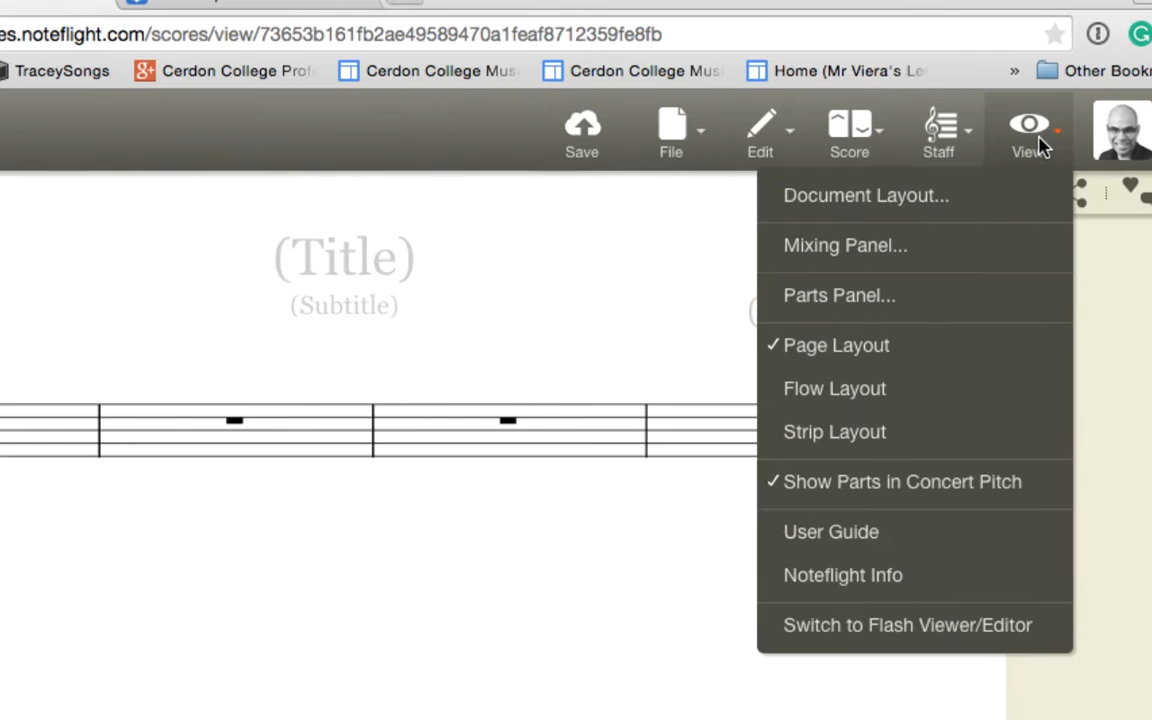 es.noteflight.com/scores/view/73653b161fb2ae49589470a1feaf8712359fe8fb
TraceySongs Cerdon College Prof Cerdon College Mus Cerdon College Mus Home (Mr Viera's Le » Other Bookr
Save File Edit Score Staff View
(Title)
(Subtitle)
Document Layout...
Mixing Panel...
Parts Panel...
✓ Page Layout
Flow Layout
Strip Layout
✓ Show Parts in Concert Pitch
User Guide
Noteflight Info
Switch to Flash Viewer/Editor